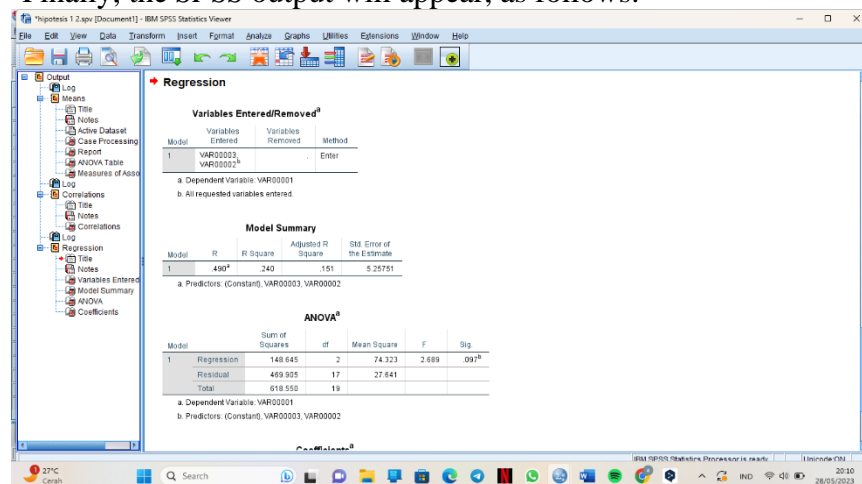 Finally, the SPSS output will appear, as follows:
*hipotesis 1 2.spv [Document1] - IBM SPSS Statistics Viewer
File Edit View Data Transform Insert Format Analyze Graphs Utilities Extensions Window Help
Output
Log
Means
Title
Notes
Active Dataset
Case Processing
Report
ANOVA Table
Measures of Asso
Log
Correlations
Title
Notes
Correlations
Log
Regression
Title
Notes
Variables Entered
Model Summary
ANOVA
Coefficients
Regression
Variables Entered/Removedᵃ
Model Variables Entered Variables Removed Method
1 VAR00003, VAR00002ᵇ . Enter
a. Dependent Variable: VAR00001
b. All requested variables entered.
Model Summary
Model R R Square Adjusted R Square Std. Error of the Estimate
1 .490ᵃ .240 .151 5.25751
a. Predictors: (Constant), VAR00003, VAR00002
ANOVAᵃ
Model Sum of Squares df Mean Square F Sig.
1 Regression 148.645 2 74.323 2.689 .097ᵇ
Residual 469.905 17 27.641
Total 618.550 19
a. Dependent Variable: VAR00001
b. Predictors: (Constant), VAR00003, VAR00002
Coefficientsᵃ
IBM SPSS Statistics Processor is ready Unicode:ON
27°C
Cerah
Search
IND
20:10
28/05/2023